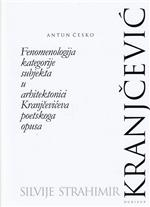 ANTUN ČESKO
Fenomenologija
kategorije
subjekta
u
arhitektonici
Kranjčevićeva
poetskoga
opusa
SILVIJE STRAHIMIR
KRANJČEVIĆ